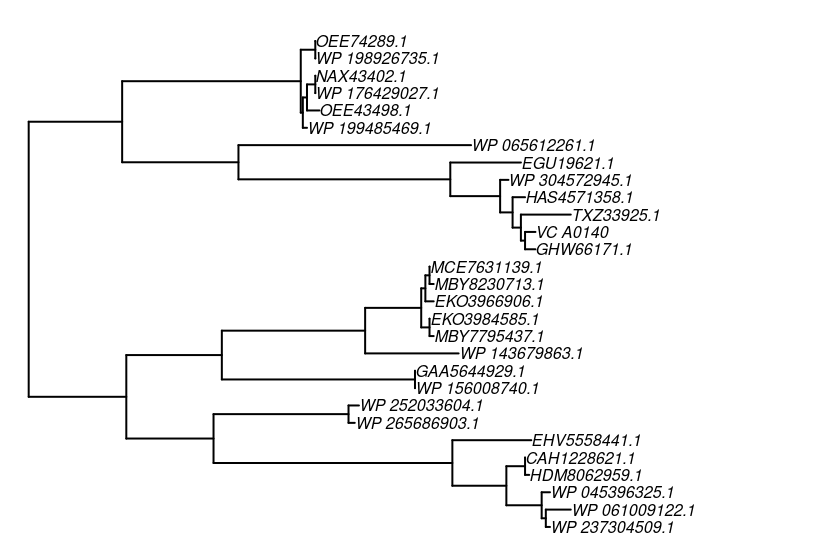 OEE74289.1
WP 198926735.1
NAX43402.1
WP 176429027.1
OEE43498.1
WP 199485469.1
WP 065612261.1
EGU19621.1
WP 304572945.1
HAS4571358.1
TXZ33925.1
VC A0140
GHW66171.1
MCE7631139.1
MBY8230713.1
EKO3966906.1
EKO3984585.1
MBY7795437.1
WP 143679863.1
GAA5644929.1
WP 156008740.1
WP 252033604.1
WP 265686903.1
EHV5558441.1
CAH1228621.1
HDM8062959.1
WP 045396325.1
WP 061009122.1
WP 237304509.1